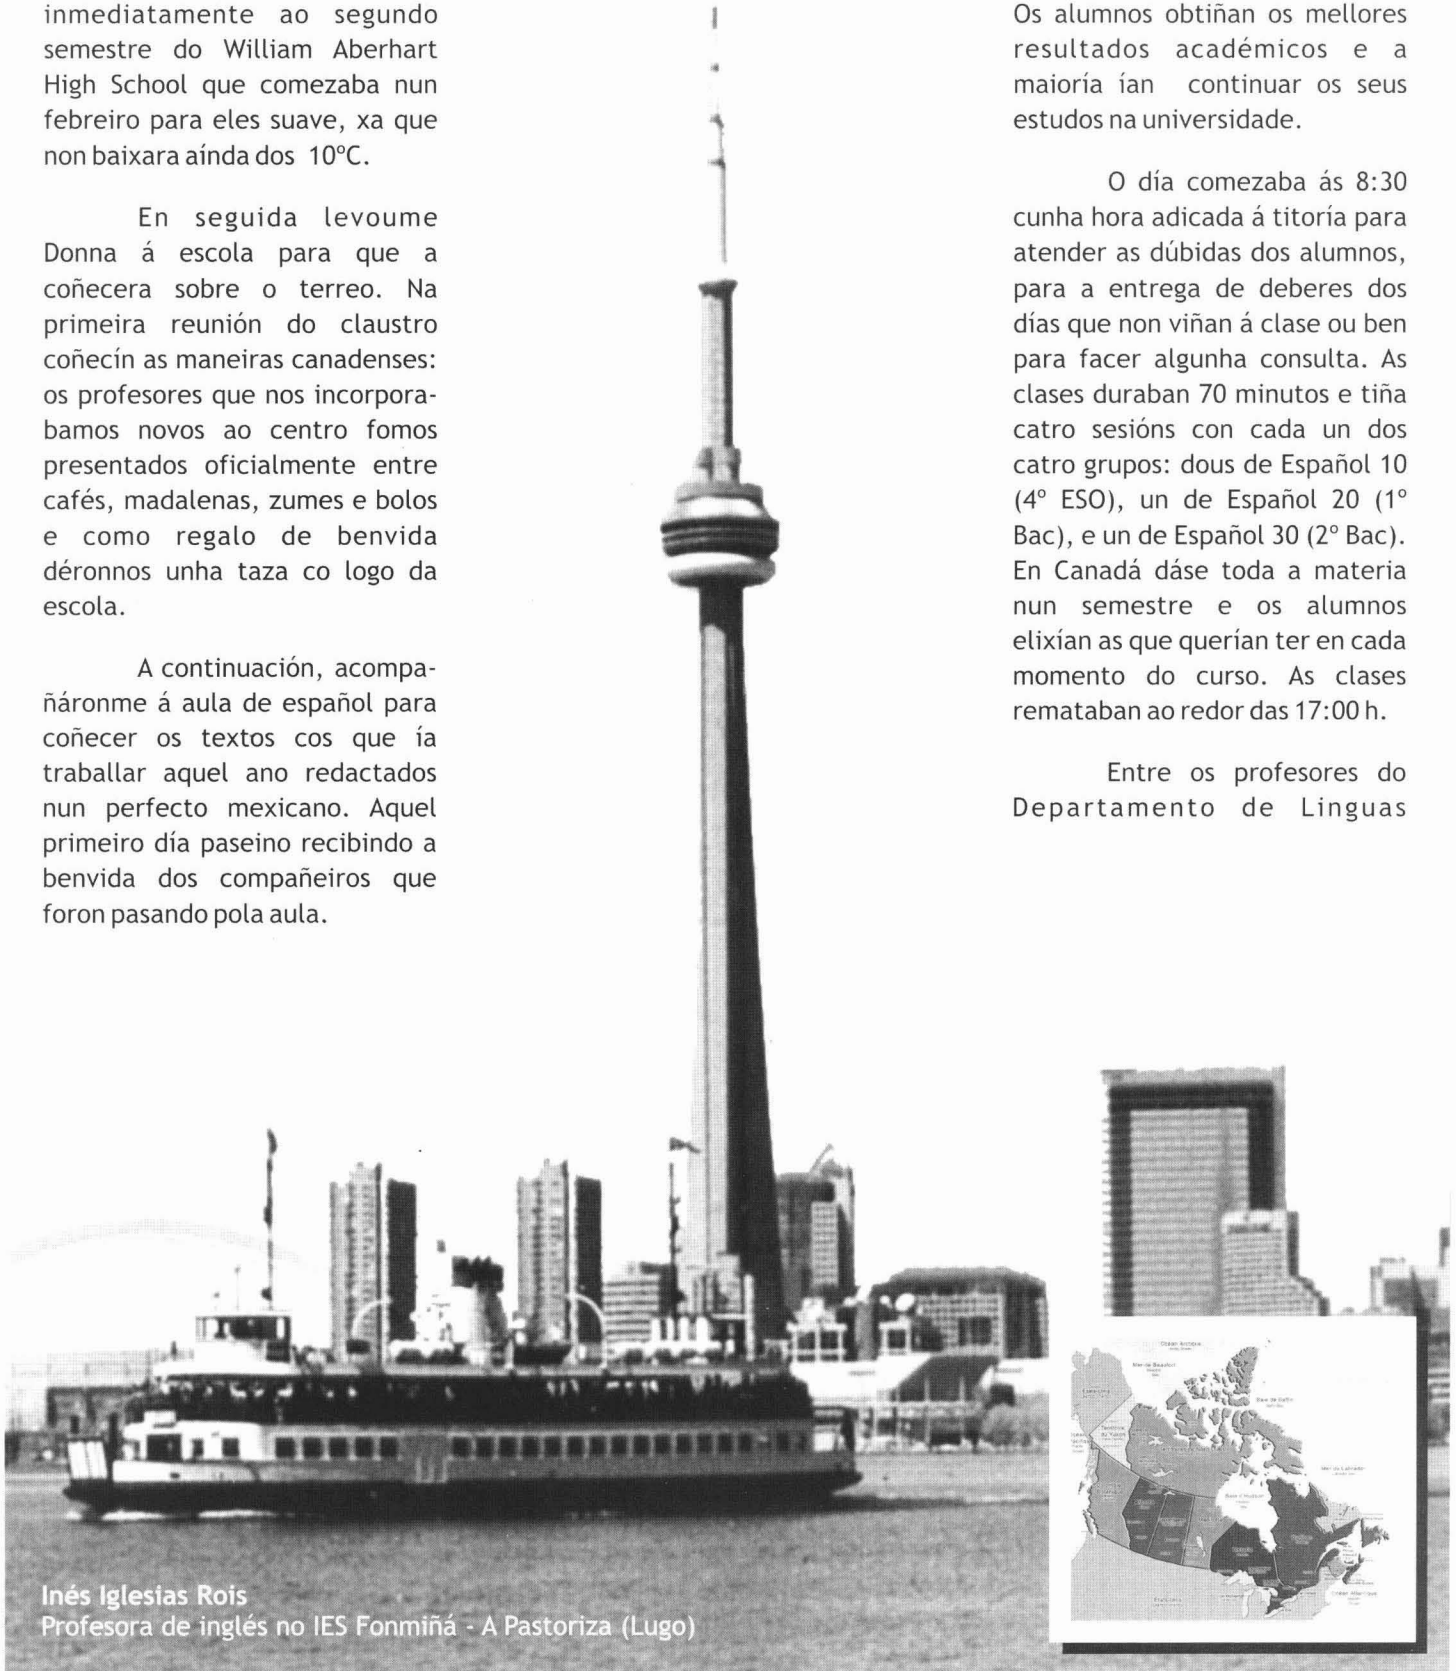 inmediatamente ao segundo
semestre do William Aberhart
High School que comezaba nun
febreiro para eles suave, xa que
non baixara aínda dos 10ºC.
En seguida levoume
Donna á escola para que a
coñecera sobre o terreo. Na
primeira reunión do claustro
coñecín as maneiras canadenses:
os profesores que nos incorpora-
bamos novos ao centro fomos
presentados oficialmente entre
cafés, madalenas, zumes e bolos
e como regalo de benvida
déronnos unha taza co logo da
escola.
A continuación, acompa-
ñáronme á aula de español para
coñecer os textos cos que ía
traballar aquel ano redactados
nun perfecto mexicano. Aquel
primeiro día paseino recibindo a
benvida dos compañeiros que
foron pasando pola aula.
Os alumnos obtiñan os mellores
resultados académicos e a
maioría ían continuar os seus
estudos na universidade.
O día comezaba ás 8:30
cunha hora adicada á titoría para
atender as dúbidas dos alumnos,
para a entrega de deberes dos
días que non viñan á clase ou ben
para facer algunha consulta. As
clases duraban 70 minutos e tiña
catro sesións con cada un dos
catro grupos: dous de Español 10
(4º ESO), un de Español 20 (1º
Bac), e un de Español 30 (2º Bac).
En Canadá dáse toda a materia
nun semestre e os alumnos
elixían as que querían ter en cada
momento do curso. As clases
remataban ao redor das 17:00 h.
Entre os profesores do
Departamento de Linguas
Inés Iglesias Rois
Profesora de inglés no IES Fonmiñá - A Pastoriza (Lugo)